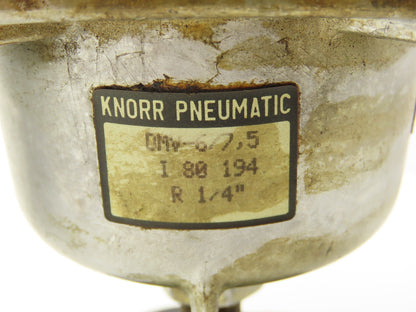 KNORR PNEUMATIC
DMV-6/7,5
I 80 194
R 1/4"